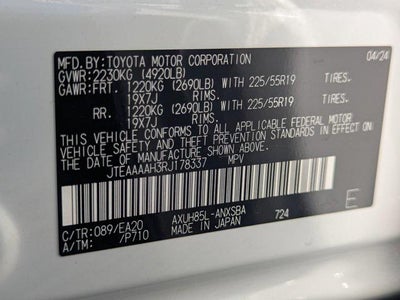 MFD.BY:TOYOTA MOTOR CORPORATION 04/24
GVWR:2230KG (4920LB)
GAWR:FRT. 1220KG (2690LB) WITH 225/55R19 TIRES.
19X7J RIMS.
RR. 1220KG (2690LB) WITH 225/55R19 TIRES.
19X7J RIMS.
THIS VEHICLE CONFORMS TO ALL APPLICABLE FEDERAL MOTOR
VEHICLE SAFETY AND THEFT PREVENTION STANDARDS IN EFFECT
ON THE DATE OF MANUFACTURE SHOWN ABOVE.
JTEAAAAH3RJ178337 MPV
C/TR:089/EA20 AXUH85L-ANXSBA 724 E
A/TM: /P710 MADE IN JAPAN